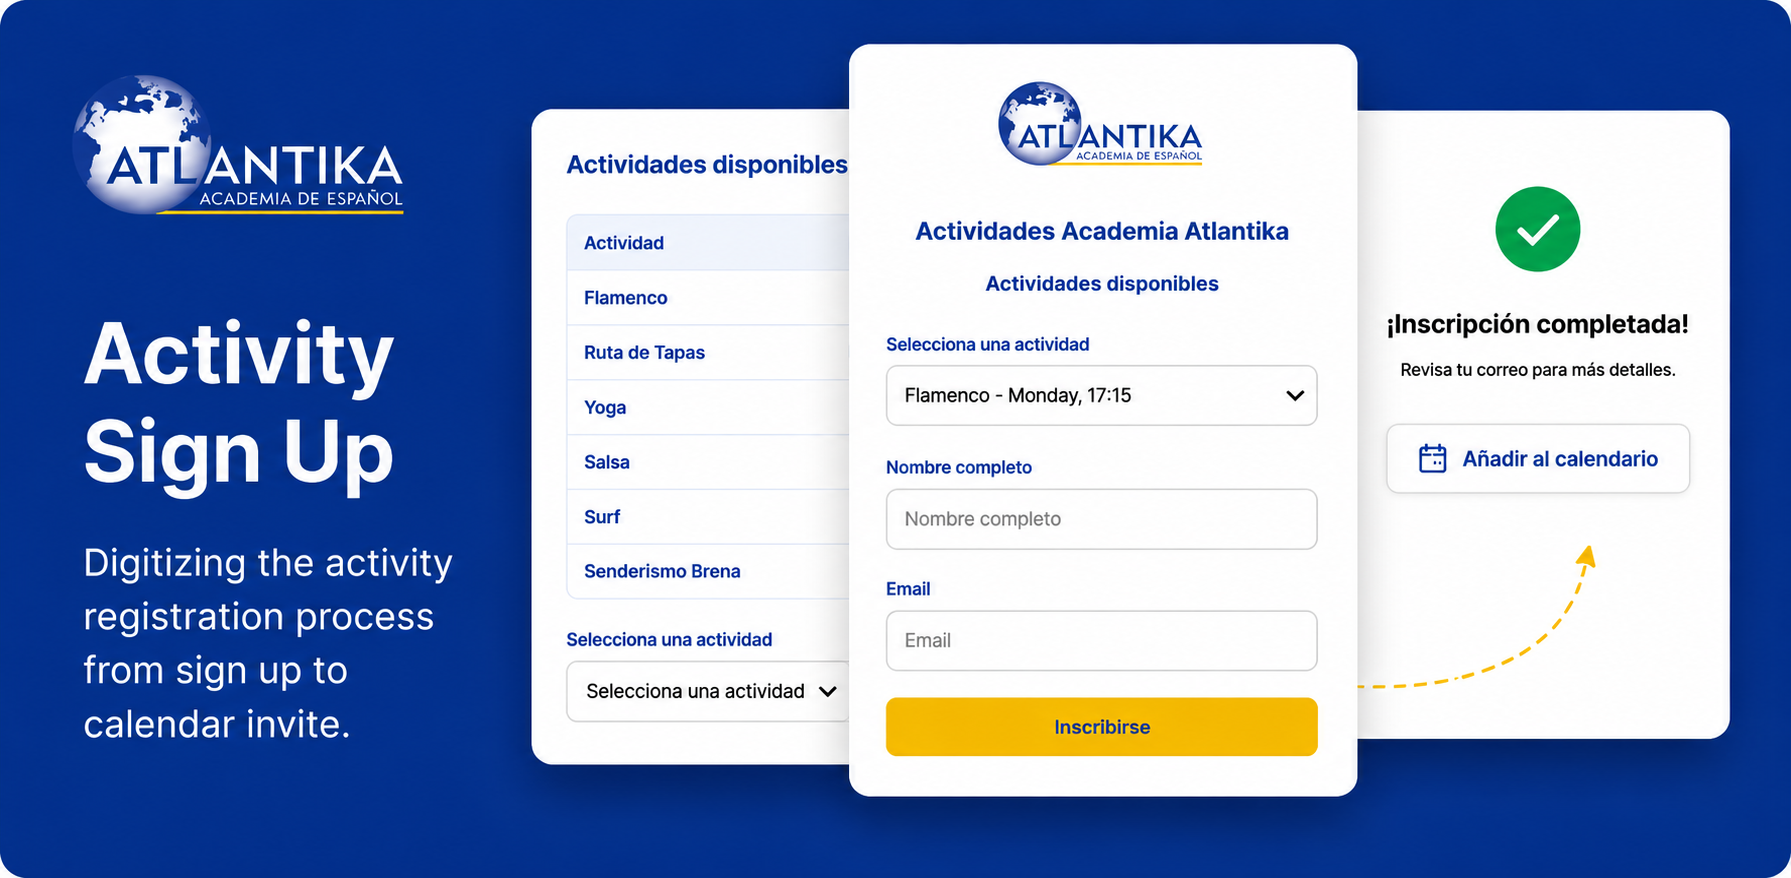 ATLANTIKA
ACADEMIA DE ESPAÑOL
Activity
Sign Up
Digitizing the activity
registration process
from sign up to
calendar invite.
Actividades disponibles
Actividad
Flamenco
Ruta de Tapas
Yoga
Salsa
Surf
Senderismo Brena
Selecciona una actividad
Selecciona una actividad
ATLANTIKA
ACADEMIA DE ESPAÑOL
Actividades Academia Atlantika
Actividades disponibles
Selecciona una actividad
Flamenco - Monday, 17:15
Nombre completo
Nombre completo
Email
Email
Inscribirse
¡Inscripción completada!
Revisa tu correo para más detalles.
Añadir al calendario